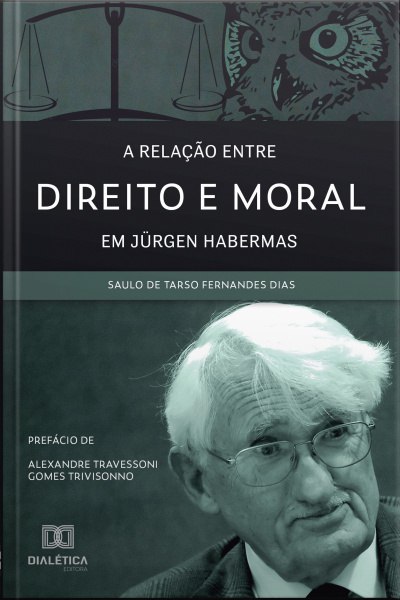 A RELAÇÃO ENTRE
DIREITO E MORAL
EM JÜRGEN HABERMAS
SAULO DE TARSO FERNANDES DIAS
PREFÁCIO DE
ALEXANDRE TRAVESSONI
GOMES TRIVISONNO
DIALÉTICA
EDITORA